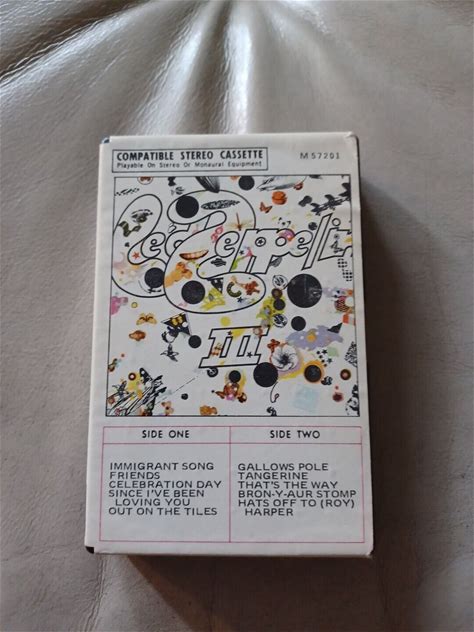 COMPATIBLE STEREO CASSETTE
Playable On Stereo Or Monaural Equipment
M 57201
Led Zeppelin
III
SIDE ONE
IMMIGRANT SONG
FRIENDS
CELEBRATION DAY
SINCE I'VE BEEN
LOVING YOU
OUT ON THE TILES
SIDE TWO
GALLOWS POLE
TANGERINE
THAT'S THE WAY
BRON-Y-AUR STOMP
HATS OFF TO (ROY)
HARPER